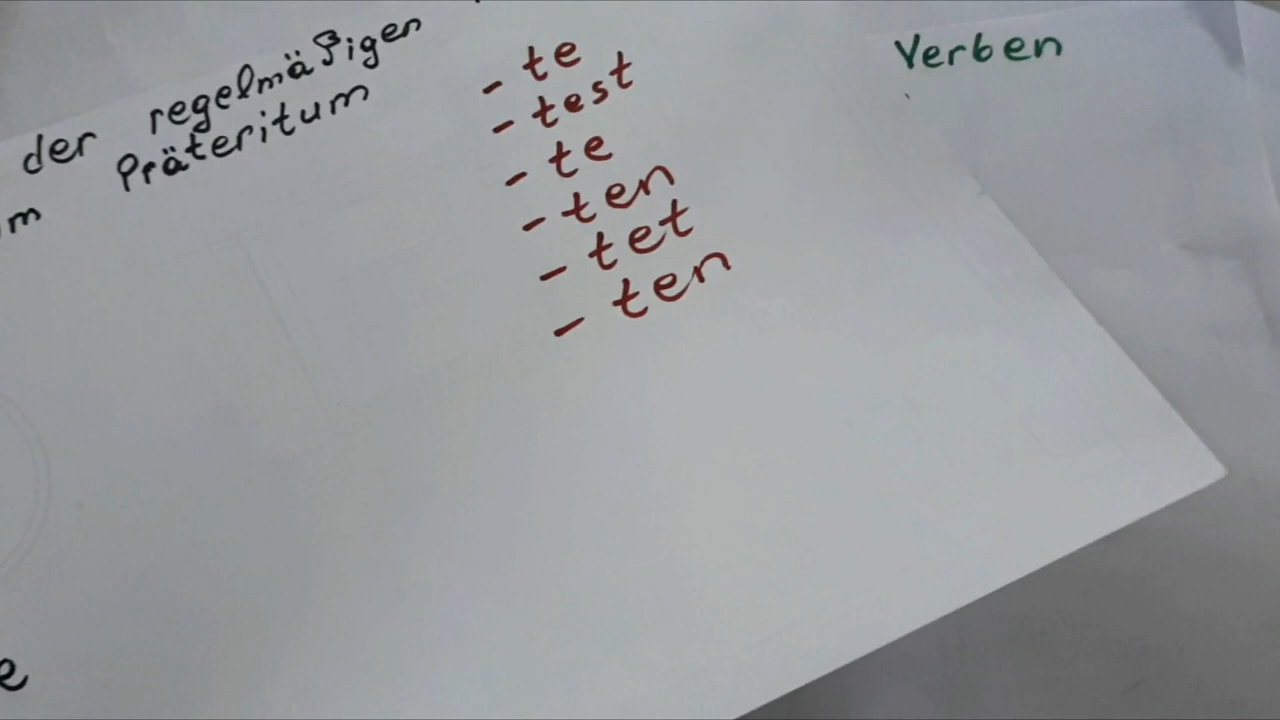 der regelmäßigen
Präteritum
- te
- test
- te
- ten
- tet
- ten
Verben